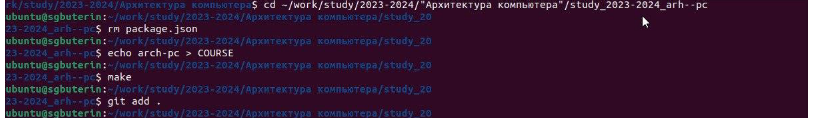 rk/study/2023-2024/Архитектура компьютера$ cd ~/work/study/2023-2024/"Архитектура компьютера"/study_2023-2024_arh--pc
ubuntu@sgbuterin:~/work/study/2023-2024/Архитектура компьютера/study_20
23-2024_arh--pc$ rm package.json
ubuntu@sgbuterin:~/work/study/2023-2024/Архитектура компьютера/study_20
23-2024_arh--pc$ echo arch-pc > COURSE
ubuntu@sgbuterin:~/work/study/2023-2024/Архитектура компьютера/study_20
23-2024_arh--pc$ make
ubuntu@sgbuterin:~/work/study/2023-2024/Архитектура компьютера/study_20
23-2024_arh--pc$ git add .
ubuntu@sgbuterin:~/work/study/2023-2024/Архитектура компьютера/study_20